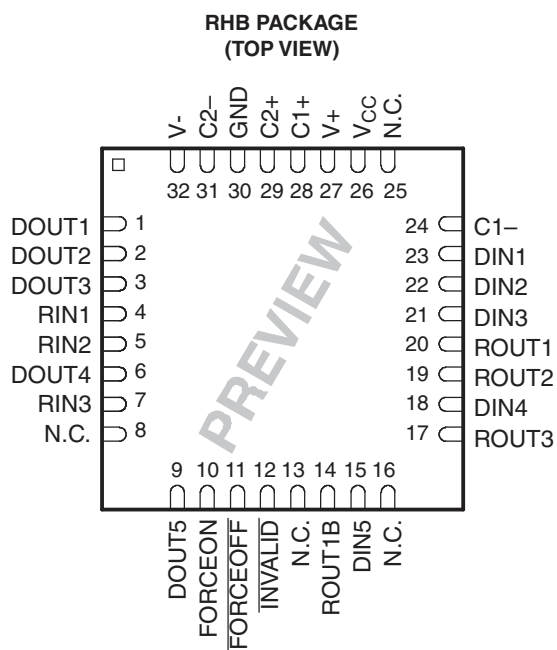 RHB PACKAGE
(TOP VIEW)
V-
C2–
GND
C2+
C1+
V+
VCC
N.C.
32 31 30 29 28 27 26 25
DOUT1 1
DOUT2 2
DOUT3 3
RIN1 4
RIN2 5
DOUT4 6
RIN3 7
N.C. 8
24 C1–
23 DIN1
22 DIN2
21 DIN3
20 ROUT1
19 ROUT2
18 DIN4
17 ROUT3
PREVIEW
9 10 11 12 13 14 15 16
DOUT5
FORCEON
FORCEOFF
INVALID
N.C.
ROUT1B
DIN5
N.C.